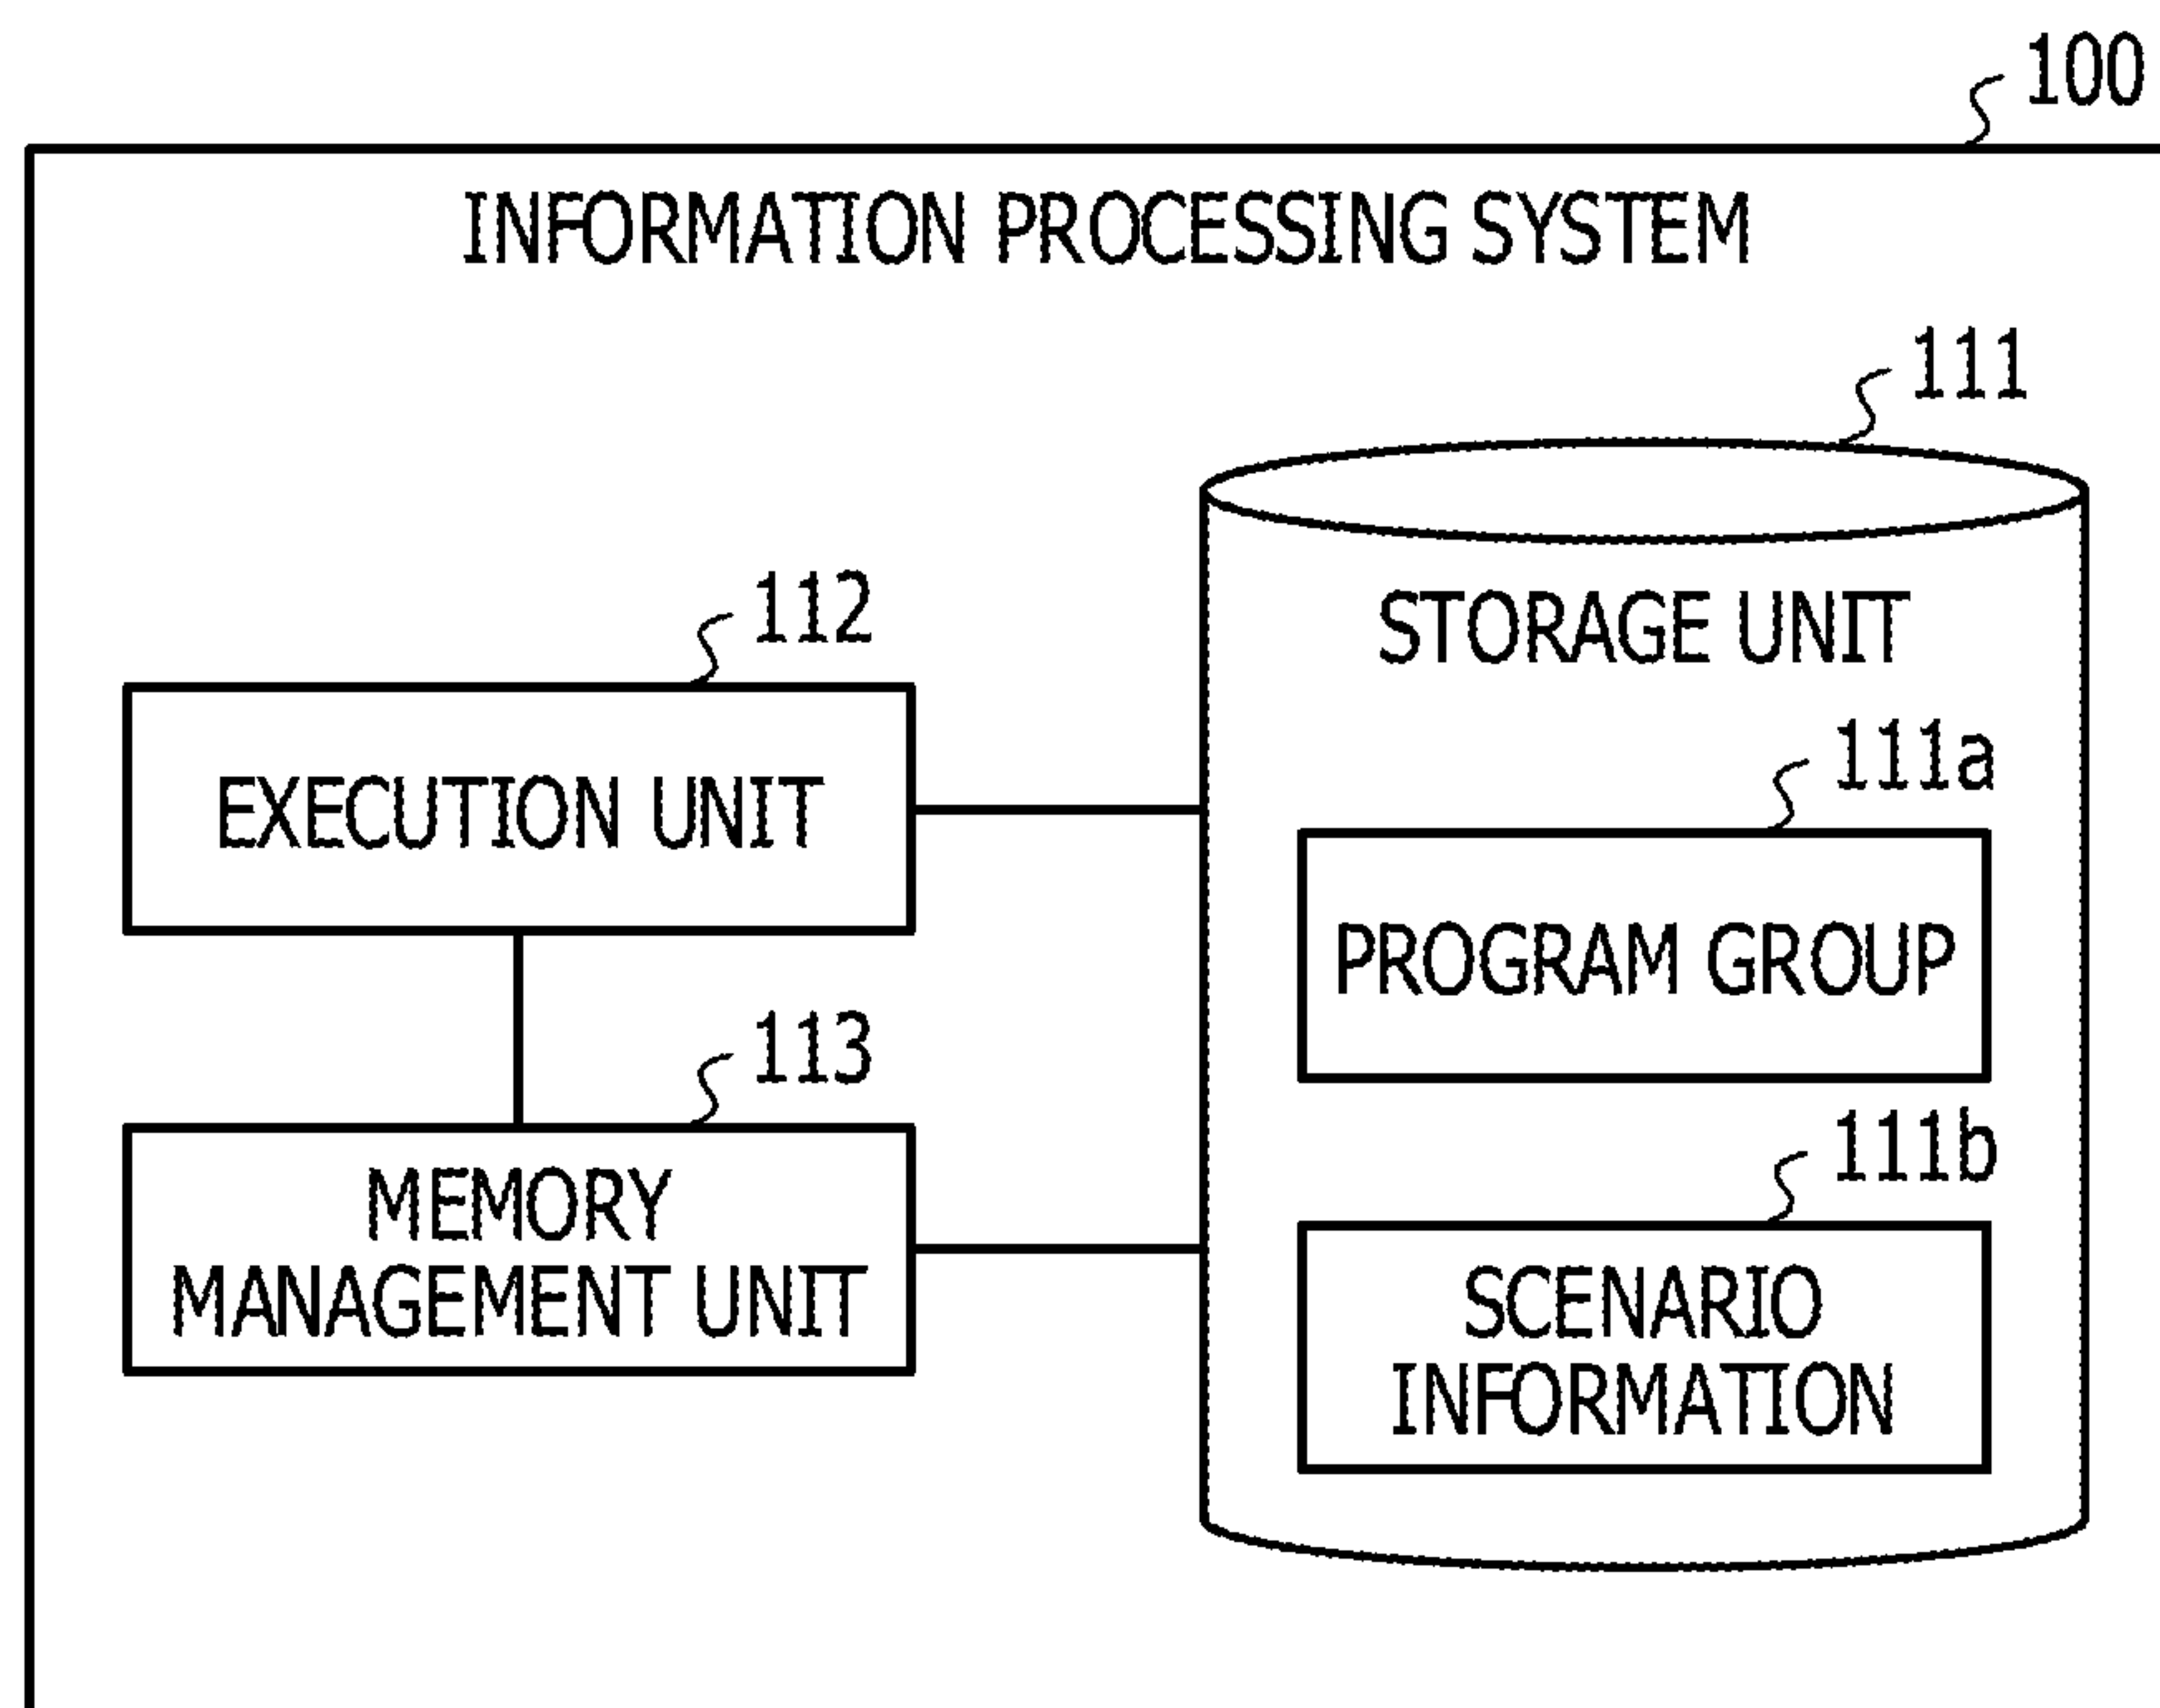 100
INFORMATION PROCESSING SYSTEM
111
STORAGE UNIT
112
EXECUTION UNIT
111a
PROGRAM GROUP
113
MEMORY
MANAGEMENT UNIT
111b
SCENARIO
INFORMATION